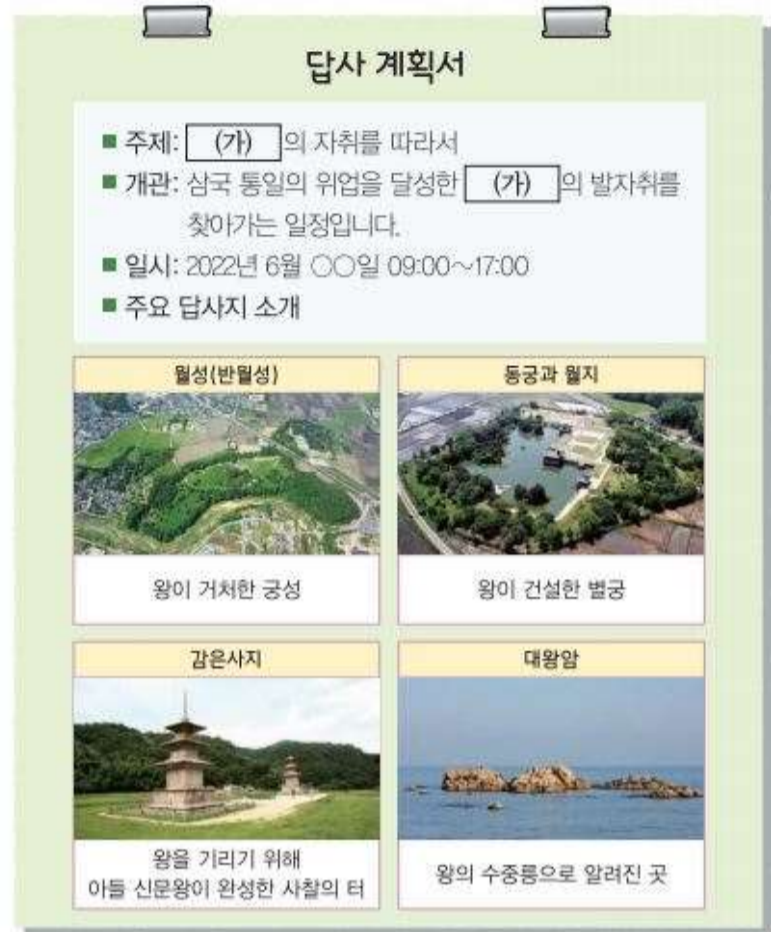 답사 계획서
■ 주제: (가) 의 자취를 따라서
■ 개관: 삼국 통일의 위업을 달성한 (가) 의 발자취를
찾아가는 일정입니다.
■ 일시: 2022년 6월 ○○일 09:00~17:00
■ 주요 답사지 소개
월성(반월성)
왕이 거처한 궁성
동궁과 월지
왕이 건설한 별궁
감은사지
왕을 기리기 위해
아들 신문왕이 완성한 사찰의 터
대왕암
왕의 수중릉으로 알려진 곳